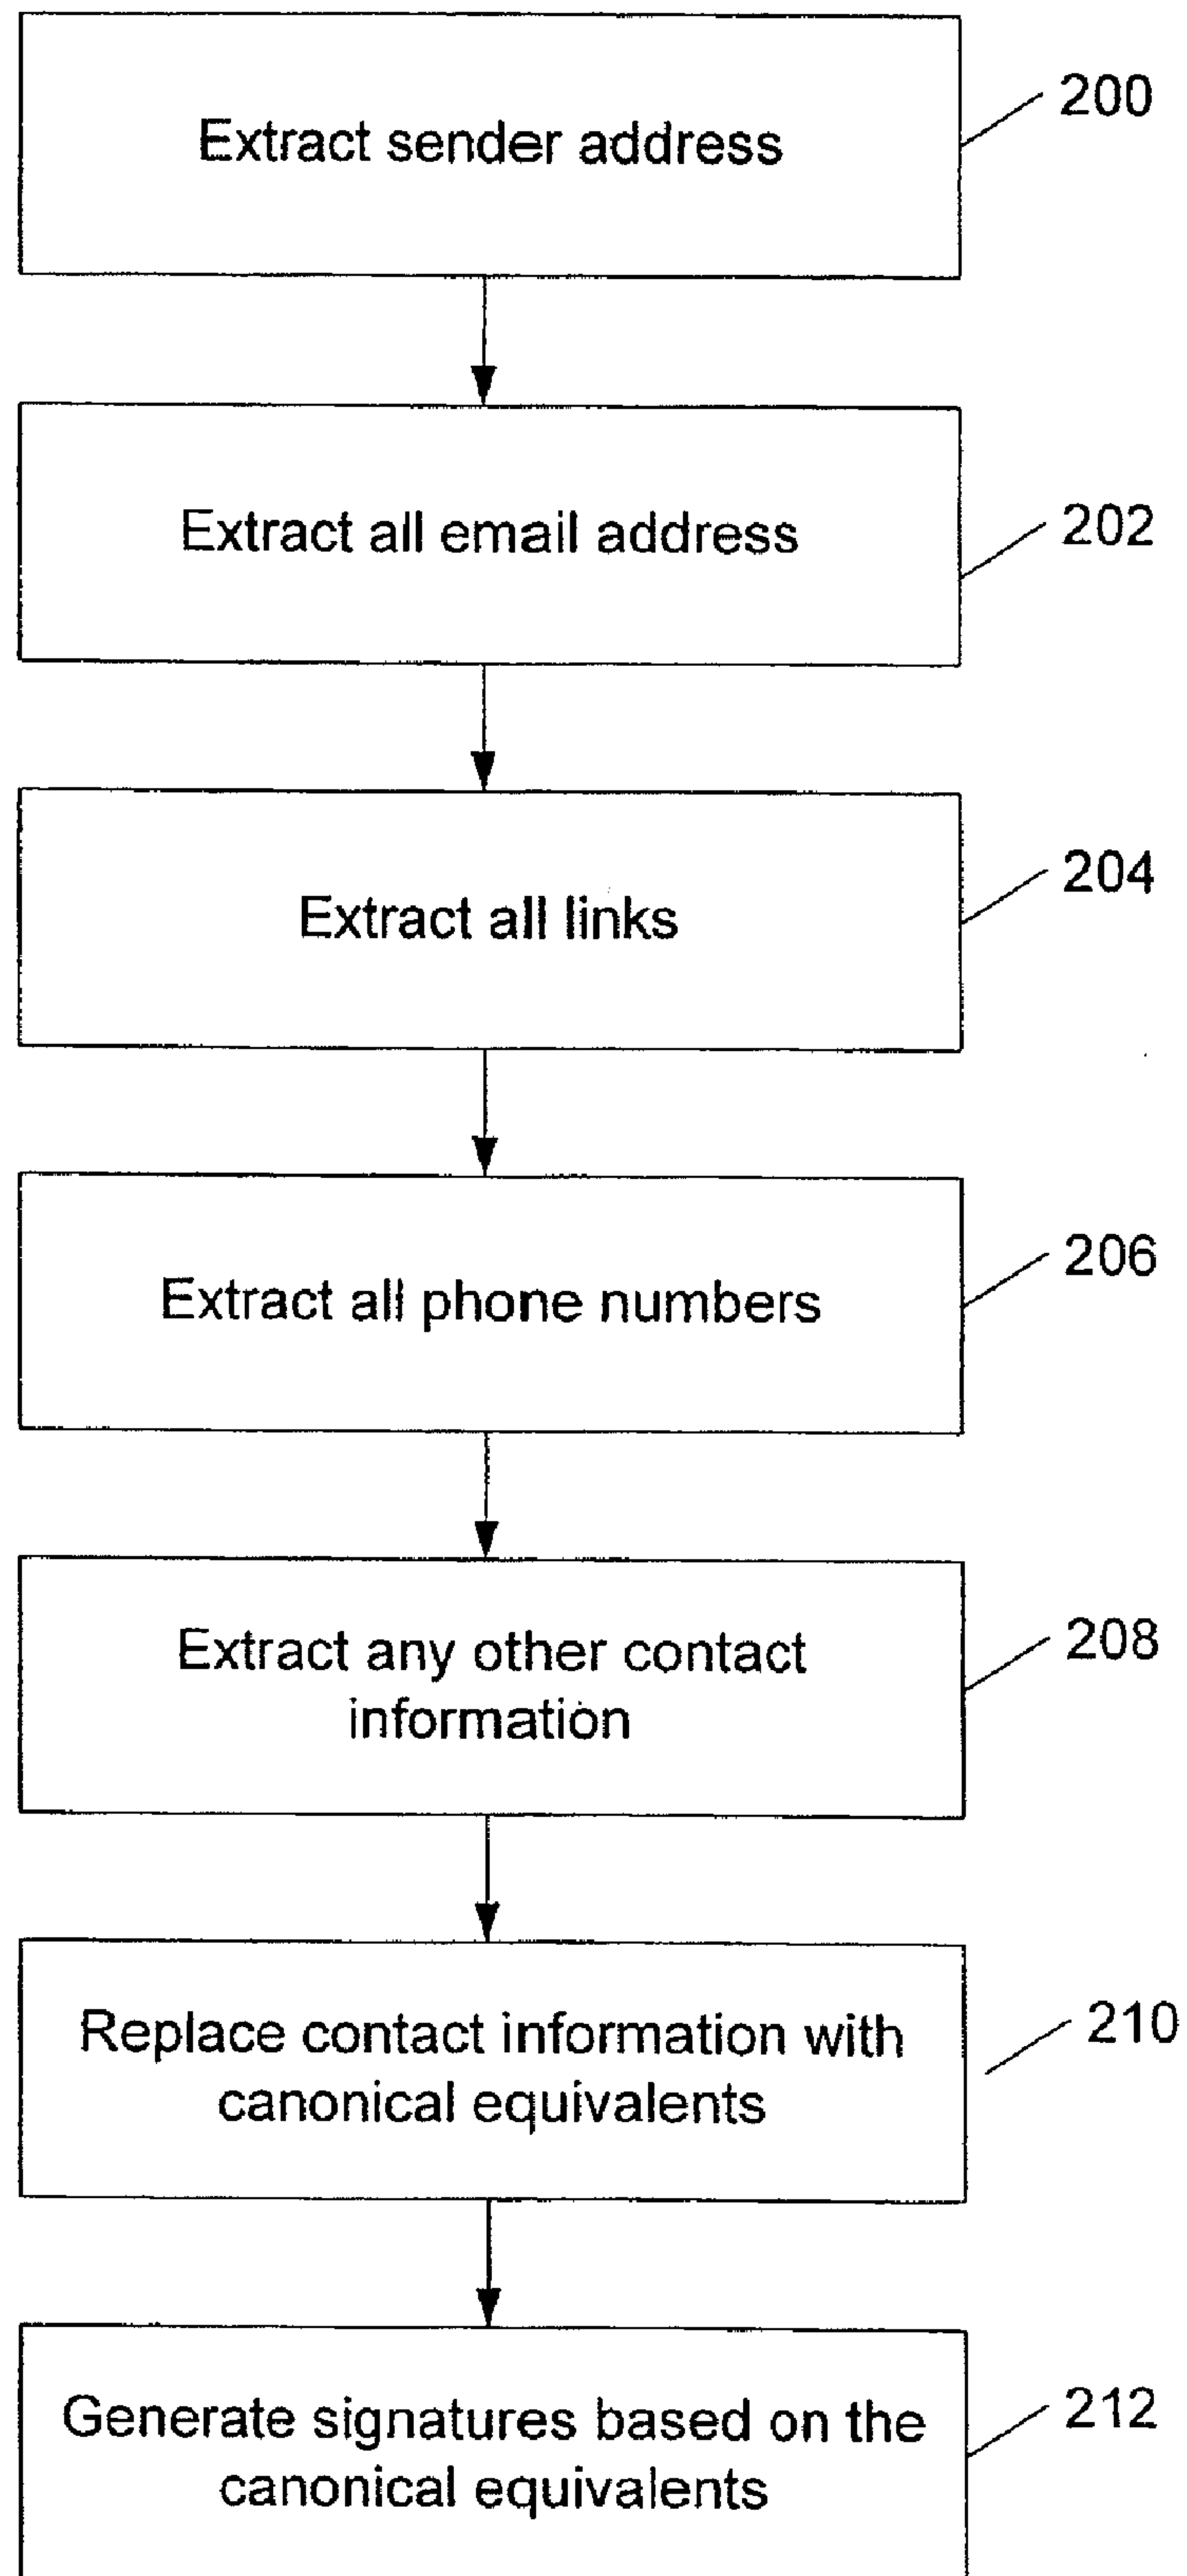 Extract sender address
200
Extract all email address
202
Extract all links
204
Extract all phone numbers
206
Extract any other contact
information
208
Replace contact information with
canonical equivalents
210
Generate signatures based on the
canonical equivalents
212